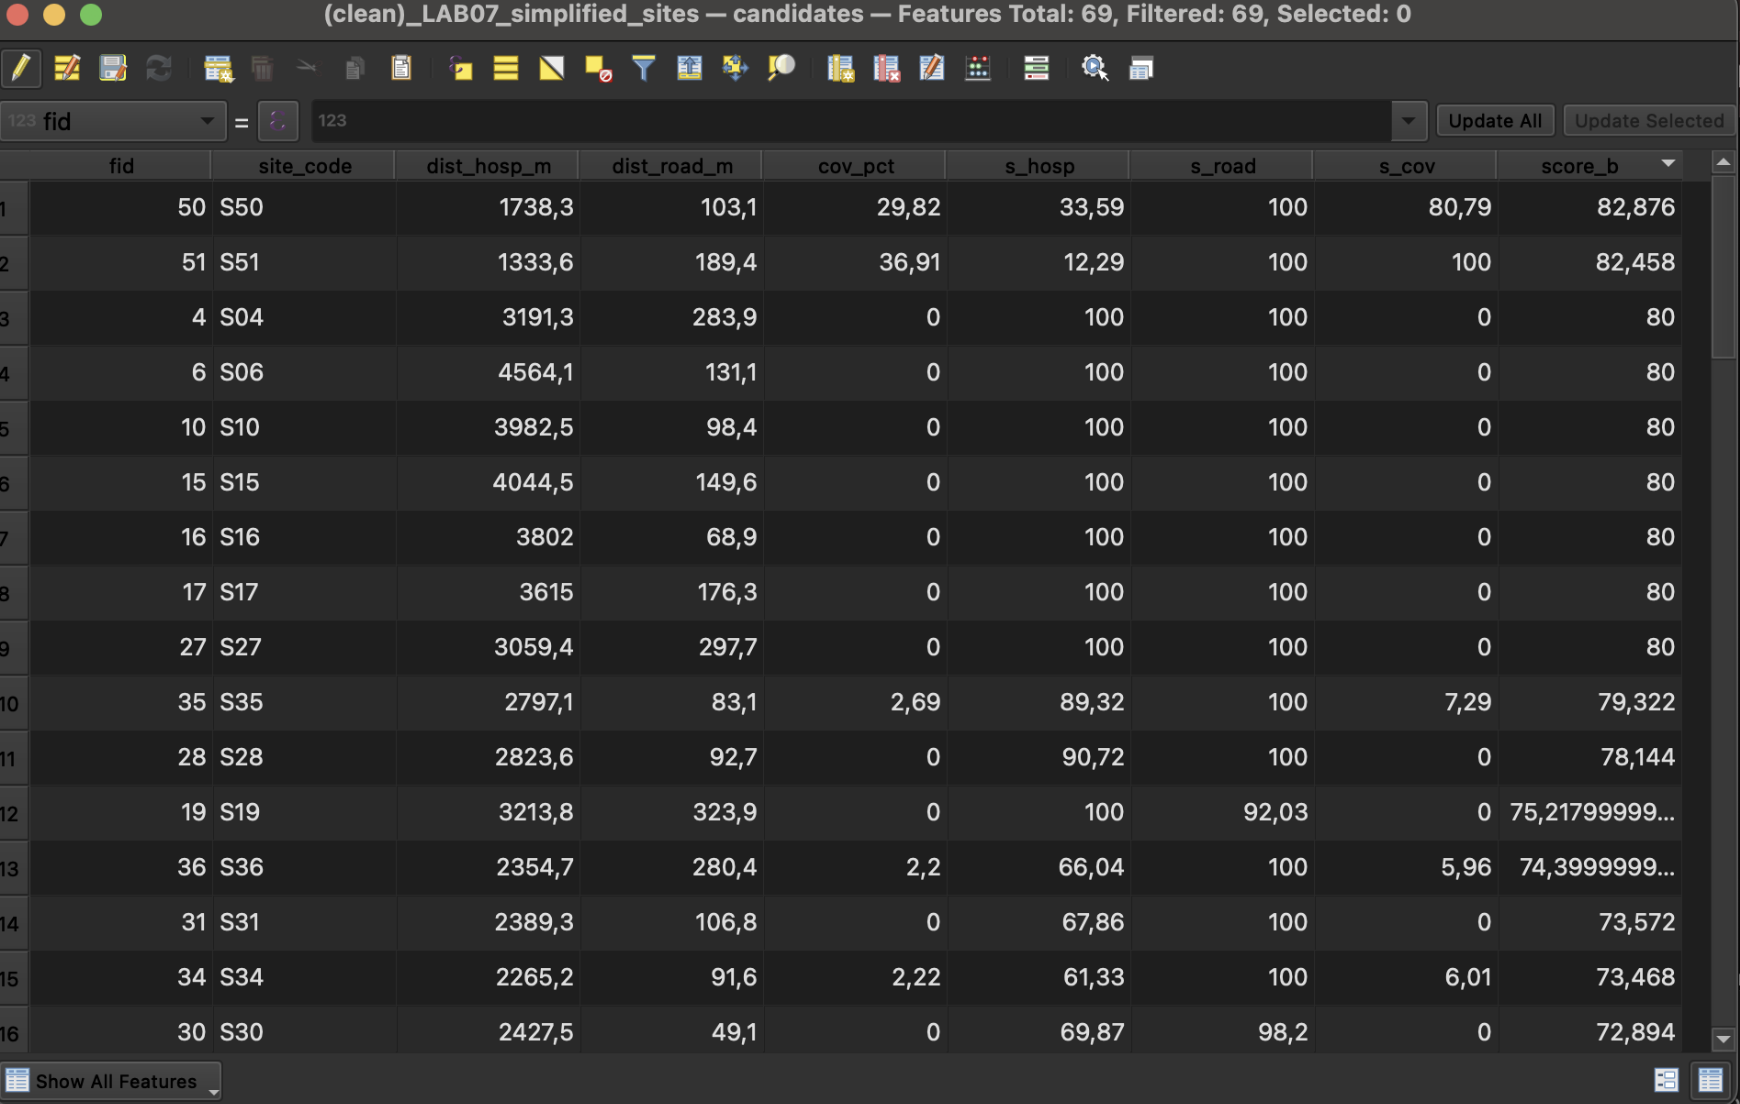 (clean)_LAB07_simplified_sites — candidates — Features Total: 69, Filtered: 69, Selected: 0
123 fid = ε 123 Update All Update Selected
fid site_code dist_hosp_m dist_road_m cov_pct s_hosp s_road s_cov score_b
1 50 S50 1738,3 103,1 29,82 33,59 100 80,79 82,876
2 51 S51 1333,6 189,4 36,91 12,29 100 100 82,458
3 4 S04 3191,3 283,9 0 100 100 0 80
4 6 S06 4564,1 131,1 0 100 100 0 80
5 10 S10 3982,5 98,4 0 100 100 0 80
6 15 S15 4044,5 149,6 0 100 100 0 80
7 16 S16 3802 68,9 0 100 100 0 80
8 17 S17 3615 176,3 0 100 100 0 80
9 27 S27 3059,4 297,7 0 100 100 0 80
10 35 S35 2797,1 83,1 2,69 89,32 100 7,29 79,322
11 28 S28 2823,6 92,7 0 90,72 100 0 78,144
12 19 S19 3213,8 323,9 0 100 92,03 0 75,21799999...
13 36 S36 2354,7 280,4 2,2 66,04 100 5,96 74,3999999...
14 31 S31 2389,3 106,8 0 67,86 100 0 73,572
15 34 S34 2265,2 91,6 2,22 61,33 100 6,01 73,468
16 30 S30 2427,5 49,1 0 69,87 98,2 0 72,894
Show All Features